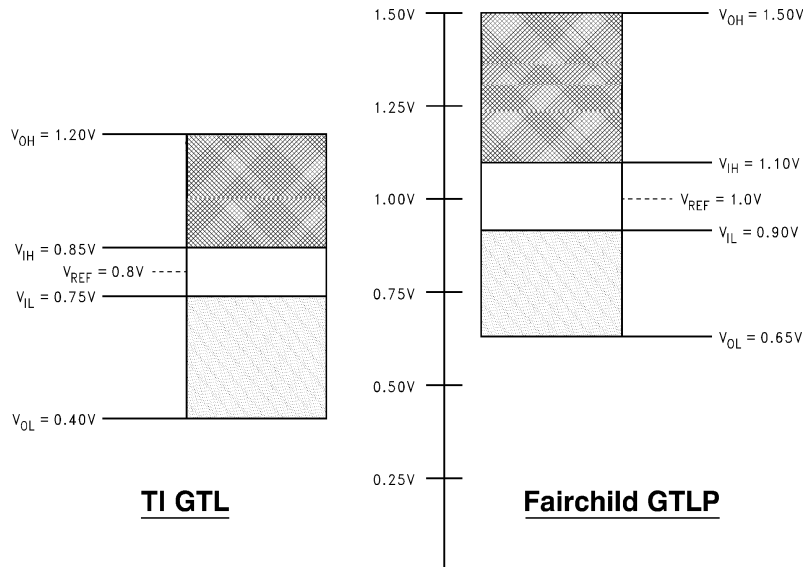 V_OH = 1.20V
V_IH = 0.85V
V_REF = 0.8V
V_IL = 0.75V
V_OL = 0.40V
TI GTL
1.50V
1.25V
1.00V
0.75V
0.50V
0.25V
V_OH = 1.50V
V_IH = 1.10V
V_REF = 1.0V
V_IL = 0.90V
V_OL = 0.65V
Fairchild GTLP